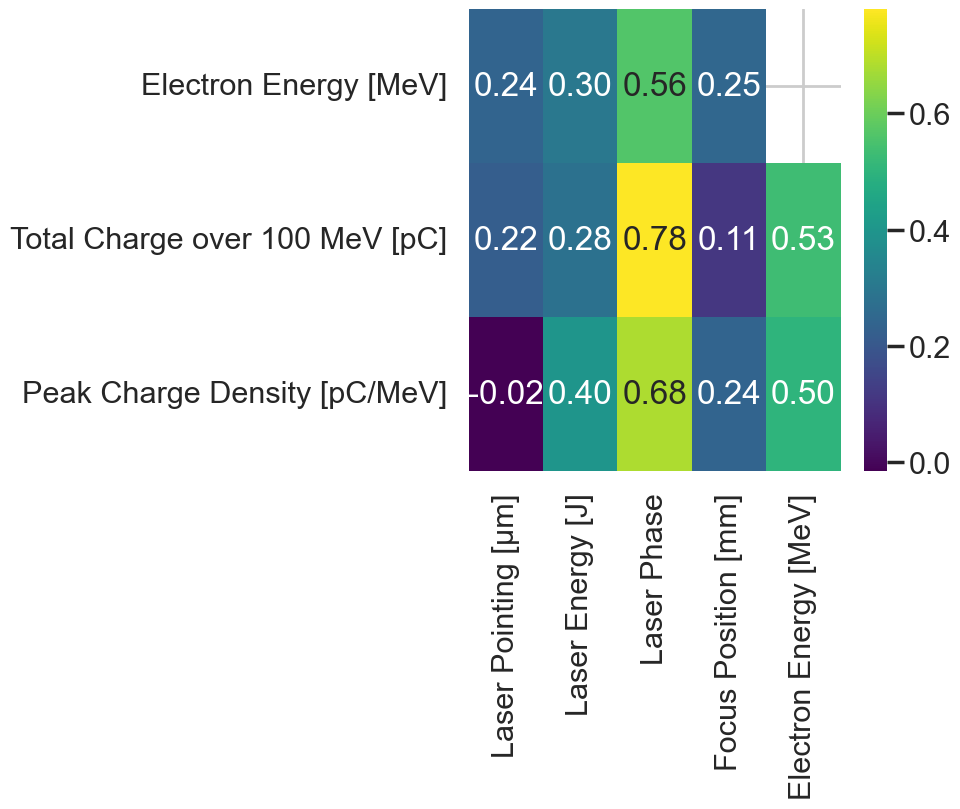 Electron Energy [MeV] 0.24 0.30 0.56 0.25
Total Charge over 100 MeV [pC] 0.22 0.28 0.78 0.11 0.53
Peak Charge Density [pC/MeV] -0.02 0.40 0.68 0.24 0.50
Laser Pointing [μm]
Laser Energy [J]
Laser Phase
Focus Position [mm]
Electron Energy [MeV]
0.6
0.4
0.2
0.0